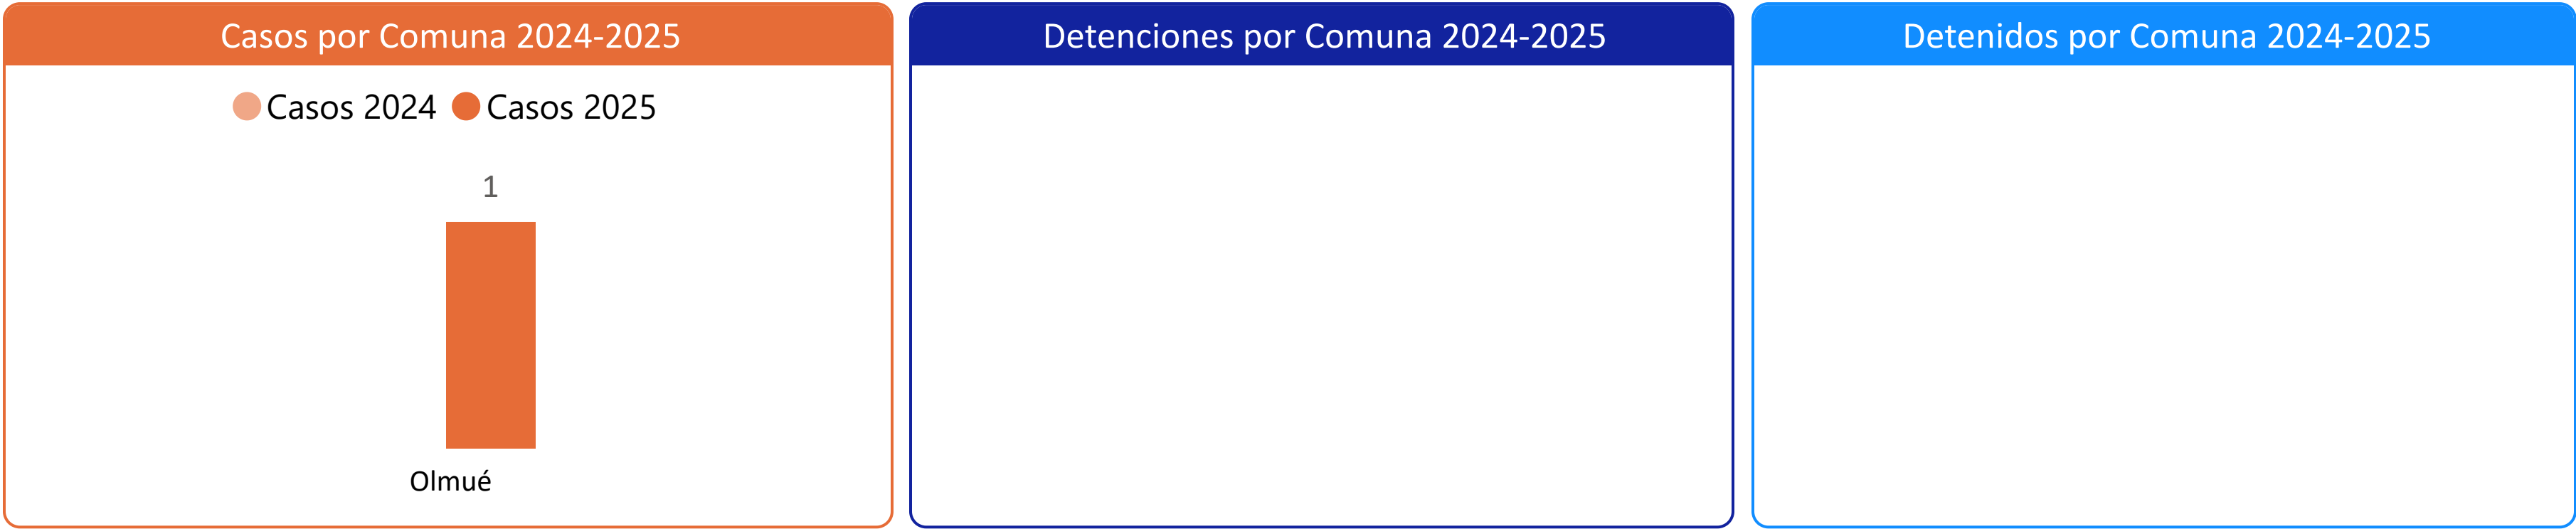 Casos por Comuna 2024-2025
Casos 2024 Casos 2025
1
Olmué
Detenciones por Comuna 2024-2025
Detenidos por Comuna 2024-2025